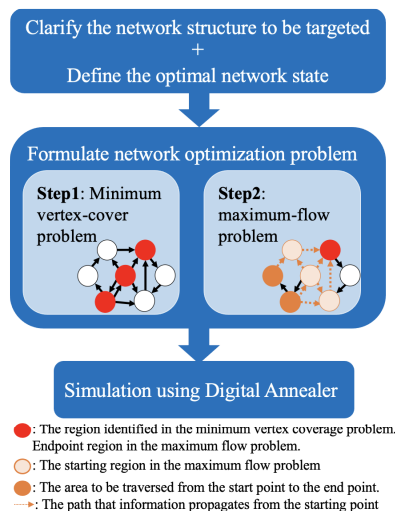 Clarify the network structure to be targeted
+
Define the optimal network state
Formulate network optimization problem
Step1: Minimum
vertex-cover
problem
Step2:
maximum-flow
problem
Simulation using Digital Annealer
: The region identified in the minimum vertex coverage problem.
Endpoint region in the maximum flow problem.
: The starting region in the maximum flow problem
: The area to be traversed from the start point to the end point.
: The path that information propagates from the starting point